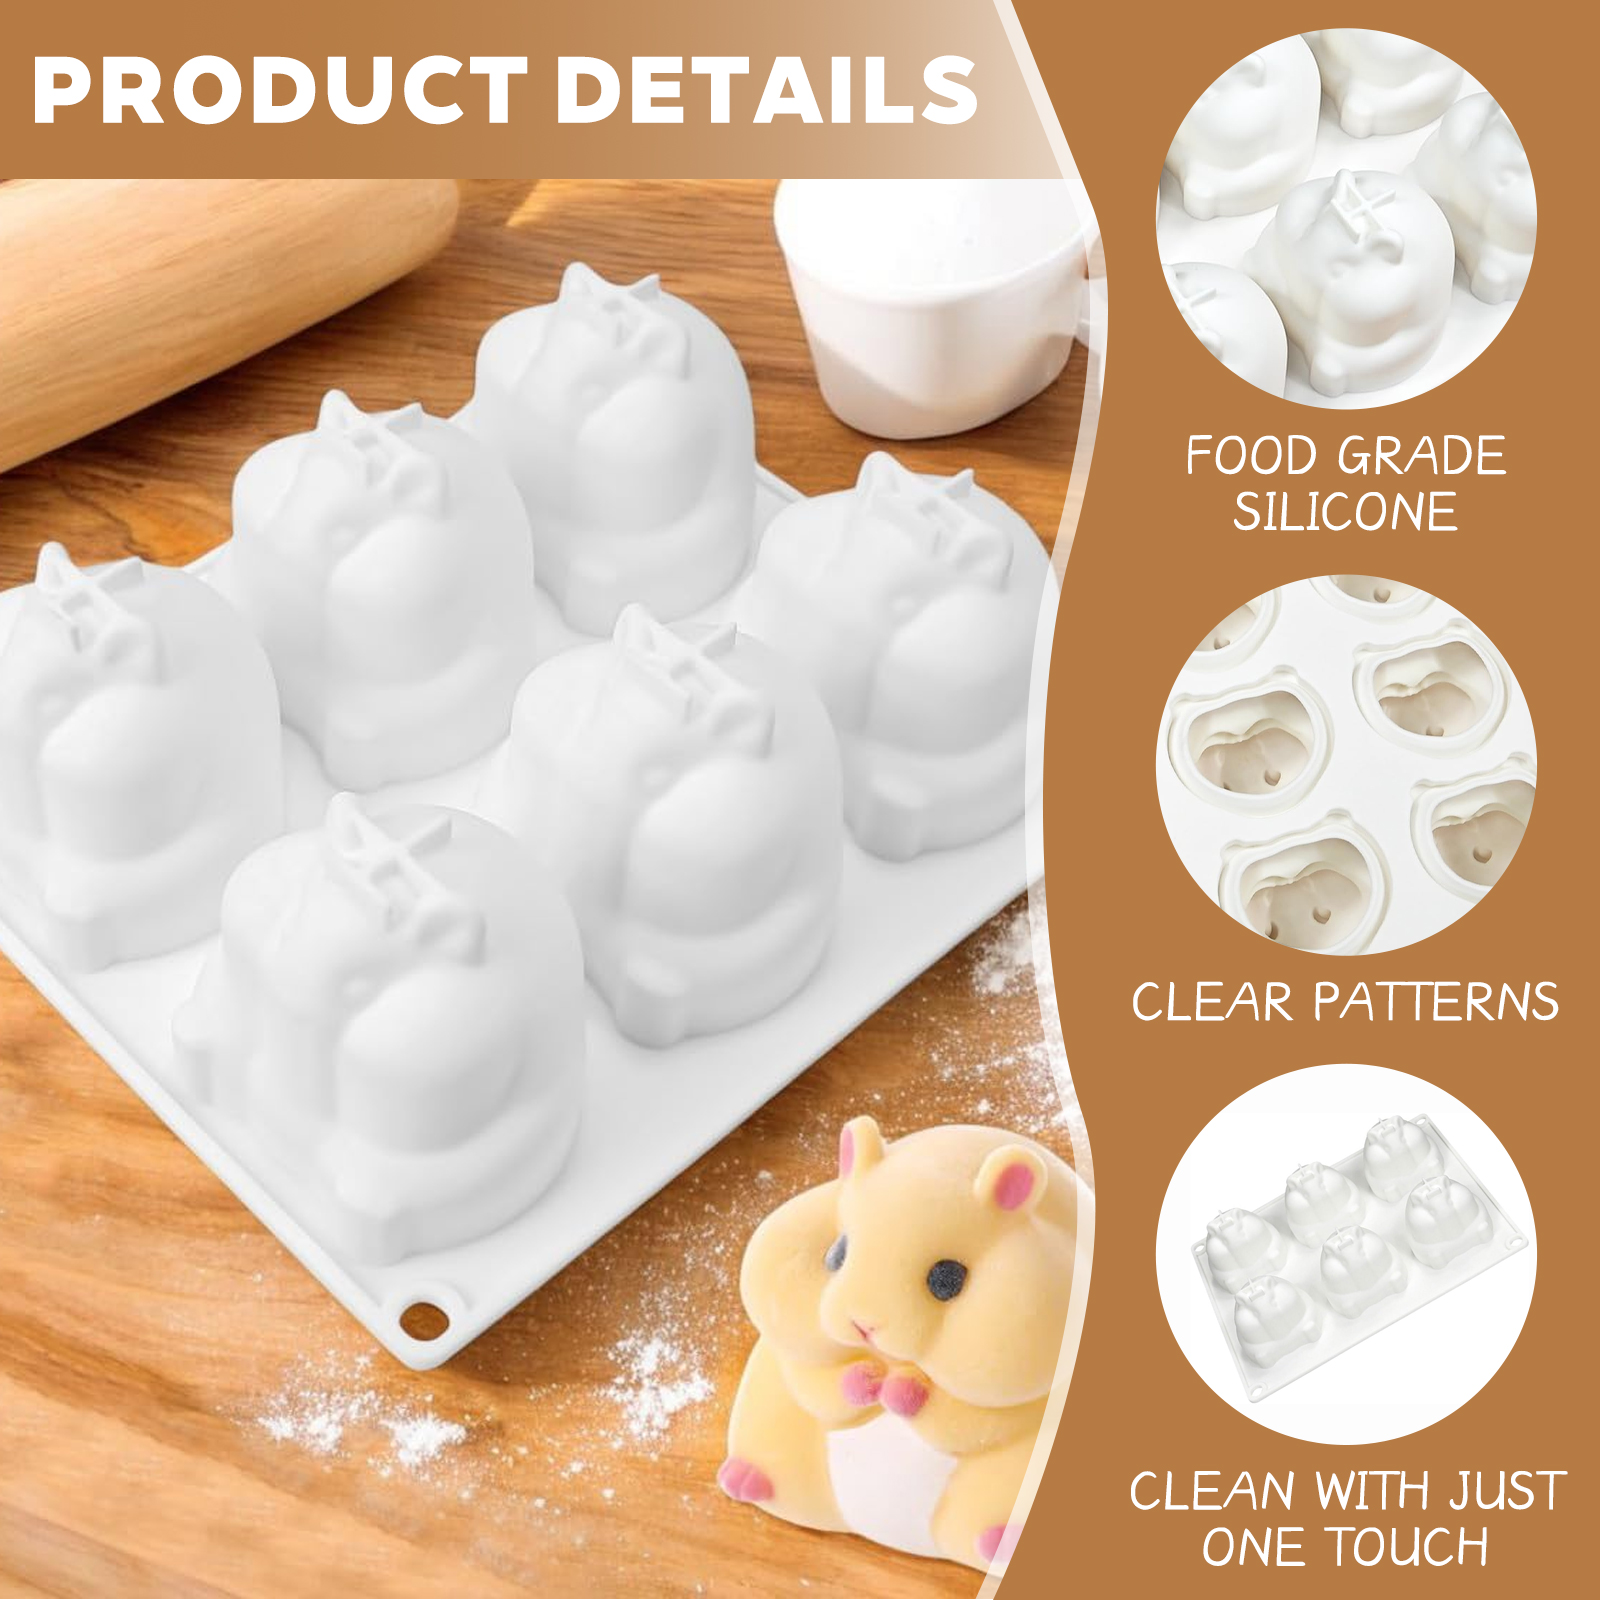 PRODUCT DETAILS
FOOD GRADE
SILICONE
CLEAR PATTERNS
CLEAN WITH JUST
ONE TOUCH